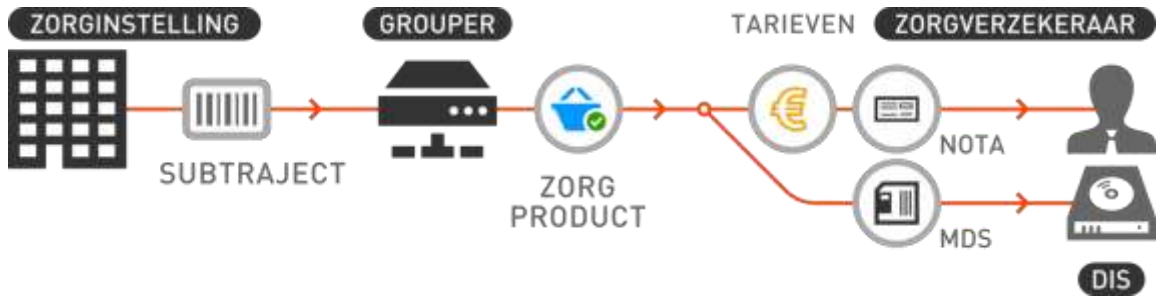 ZORGINSTELLING
GROUPER
TARIEVEN
ZORGVERZEKERAAR
SUBTRAJECT
ZORG
PRODUCT
€
NOTA
MDS
DIS